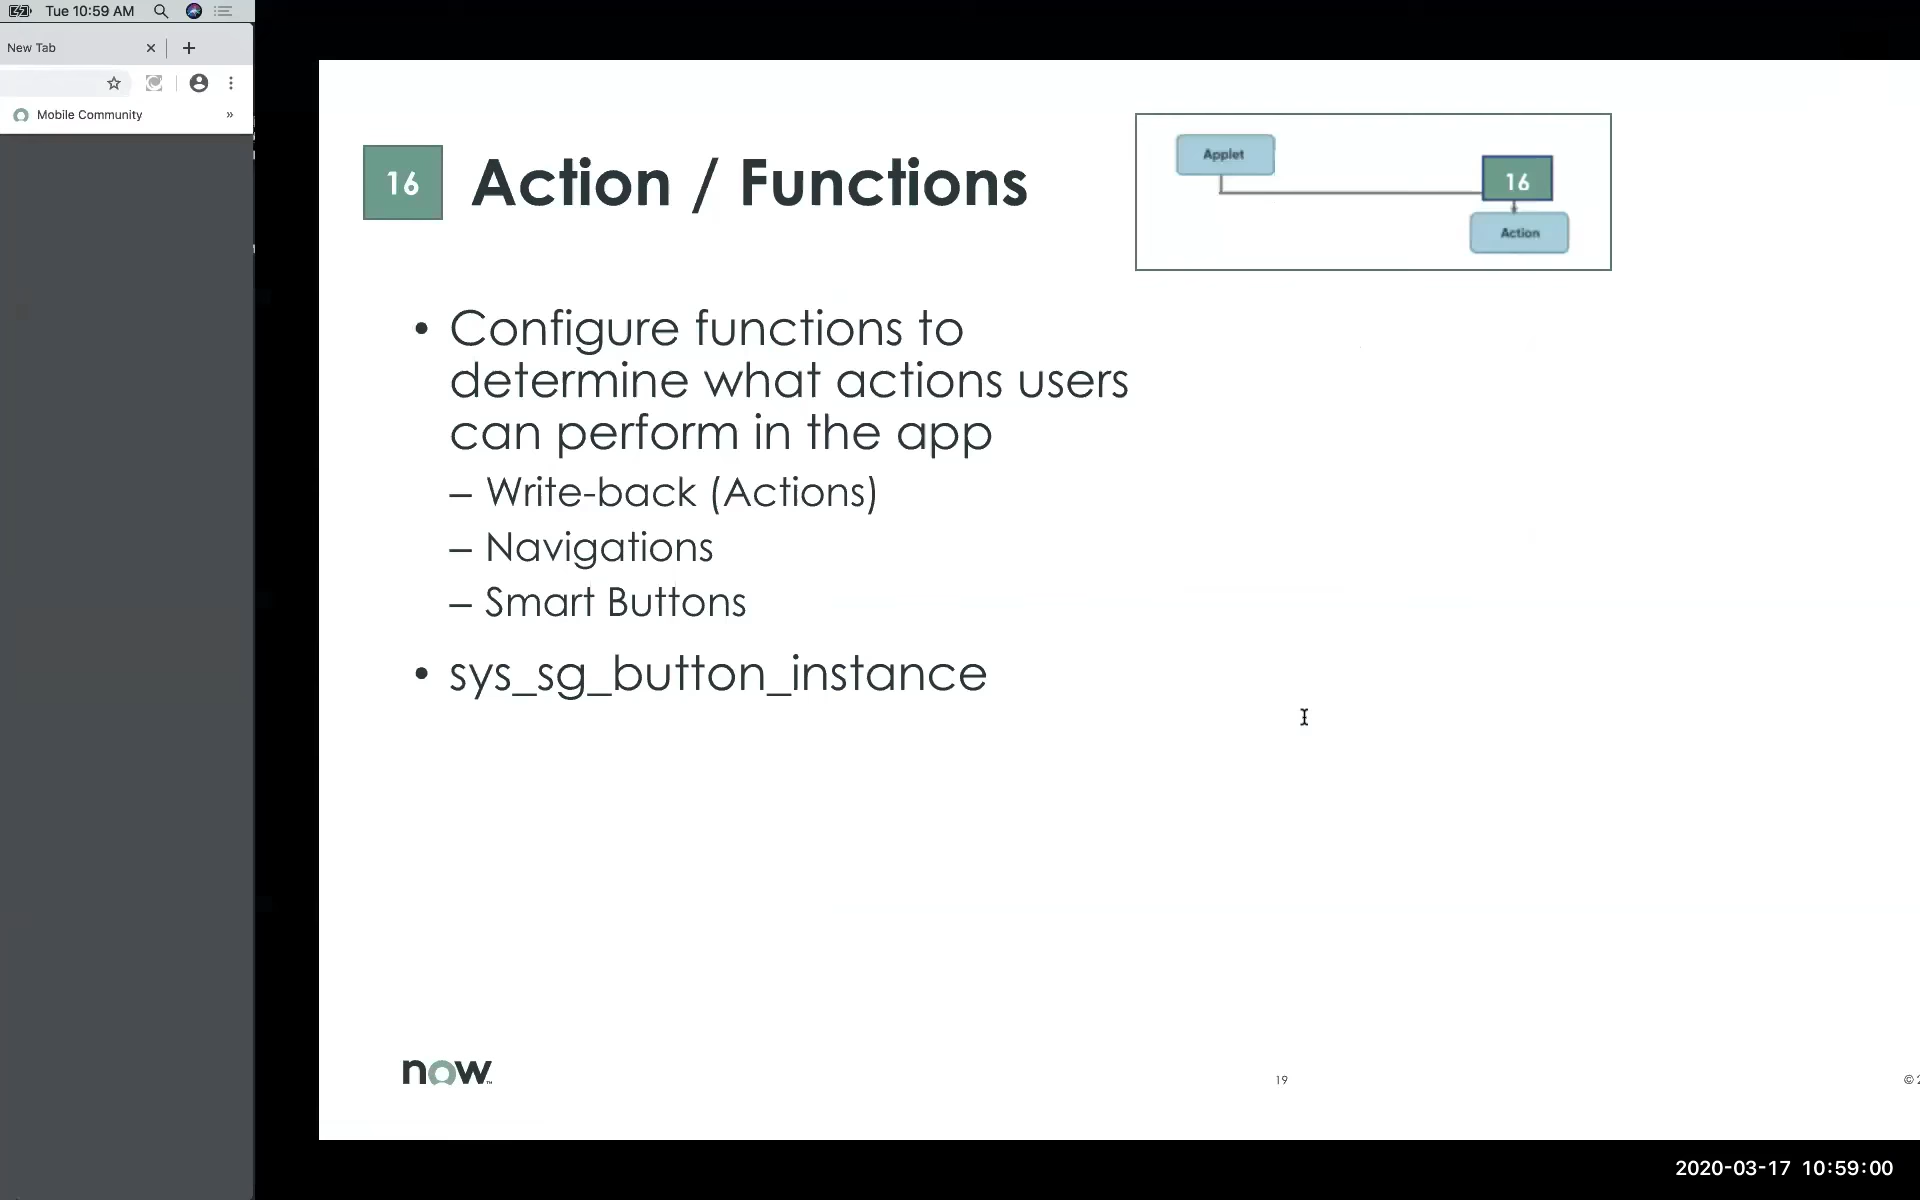 Tue 10:59 AM
New Tab
Mobile Community
»
16
Action / Functions
Applet
16
Action
• Configure functions to
determine what actions users
can perform in the app
– Write-back (Actions)
– Navigations
– Smart Buttons
• sys_sg_button_instance
now
19
©
2020-03-17 10:59:00